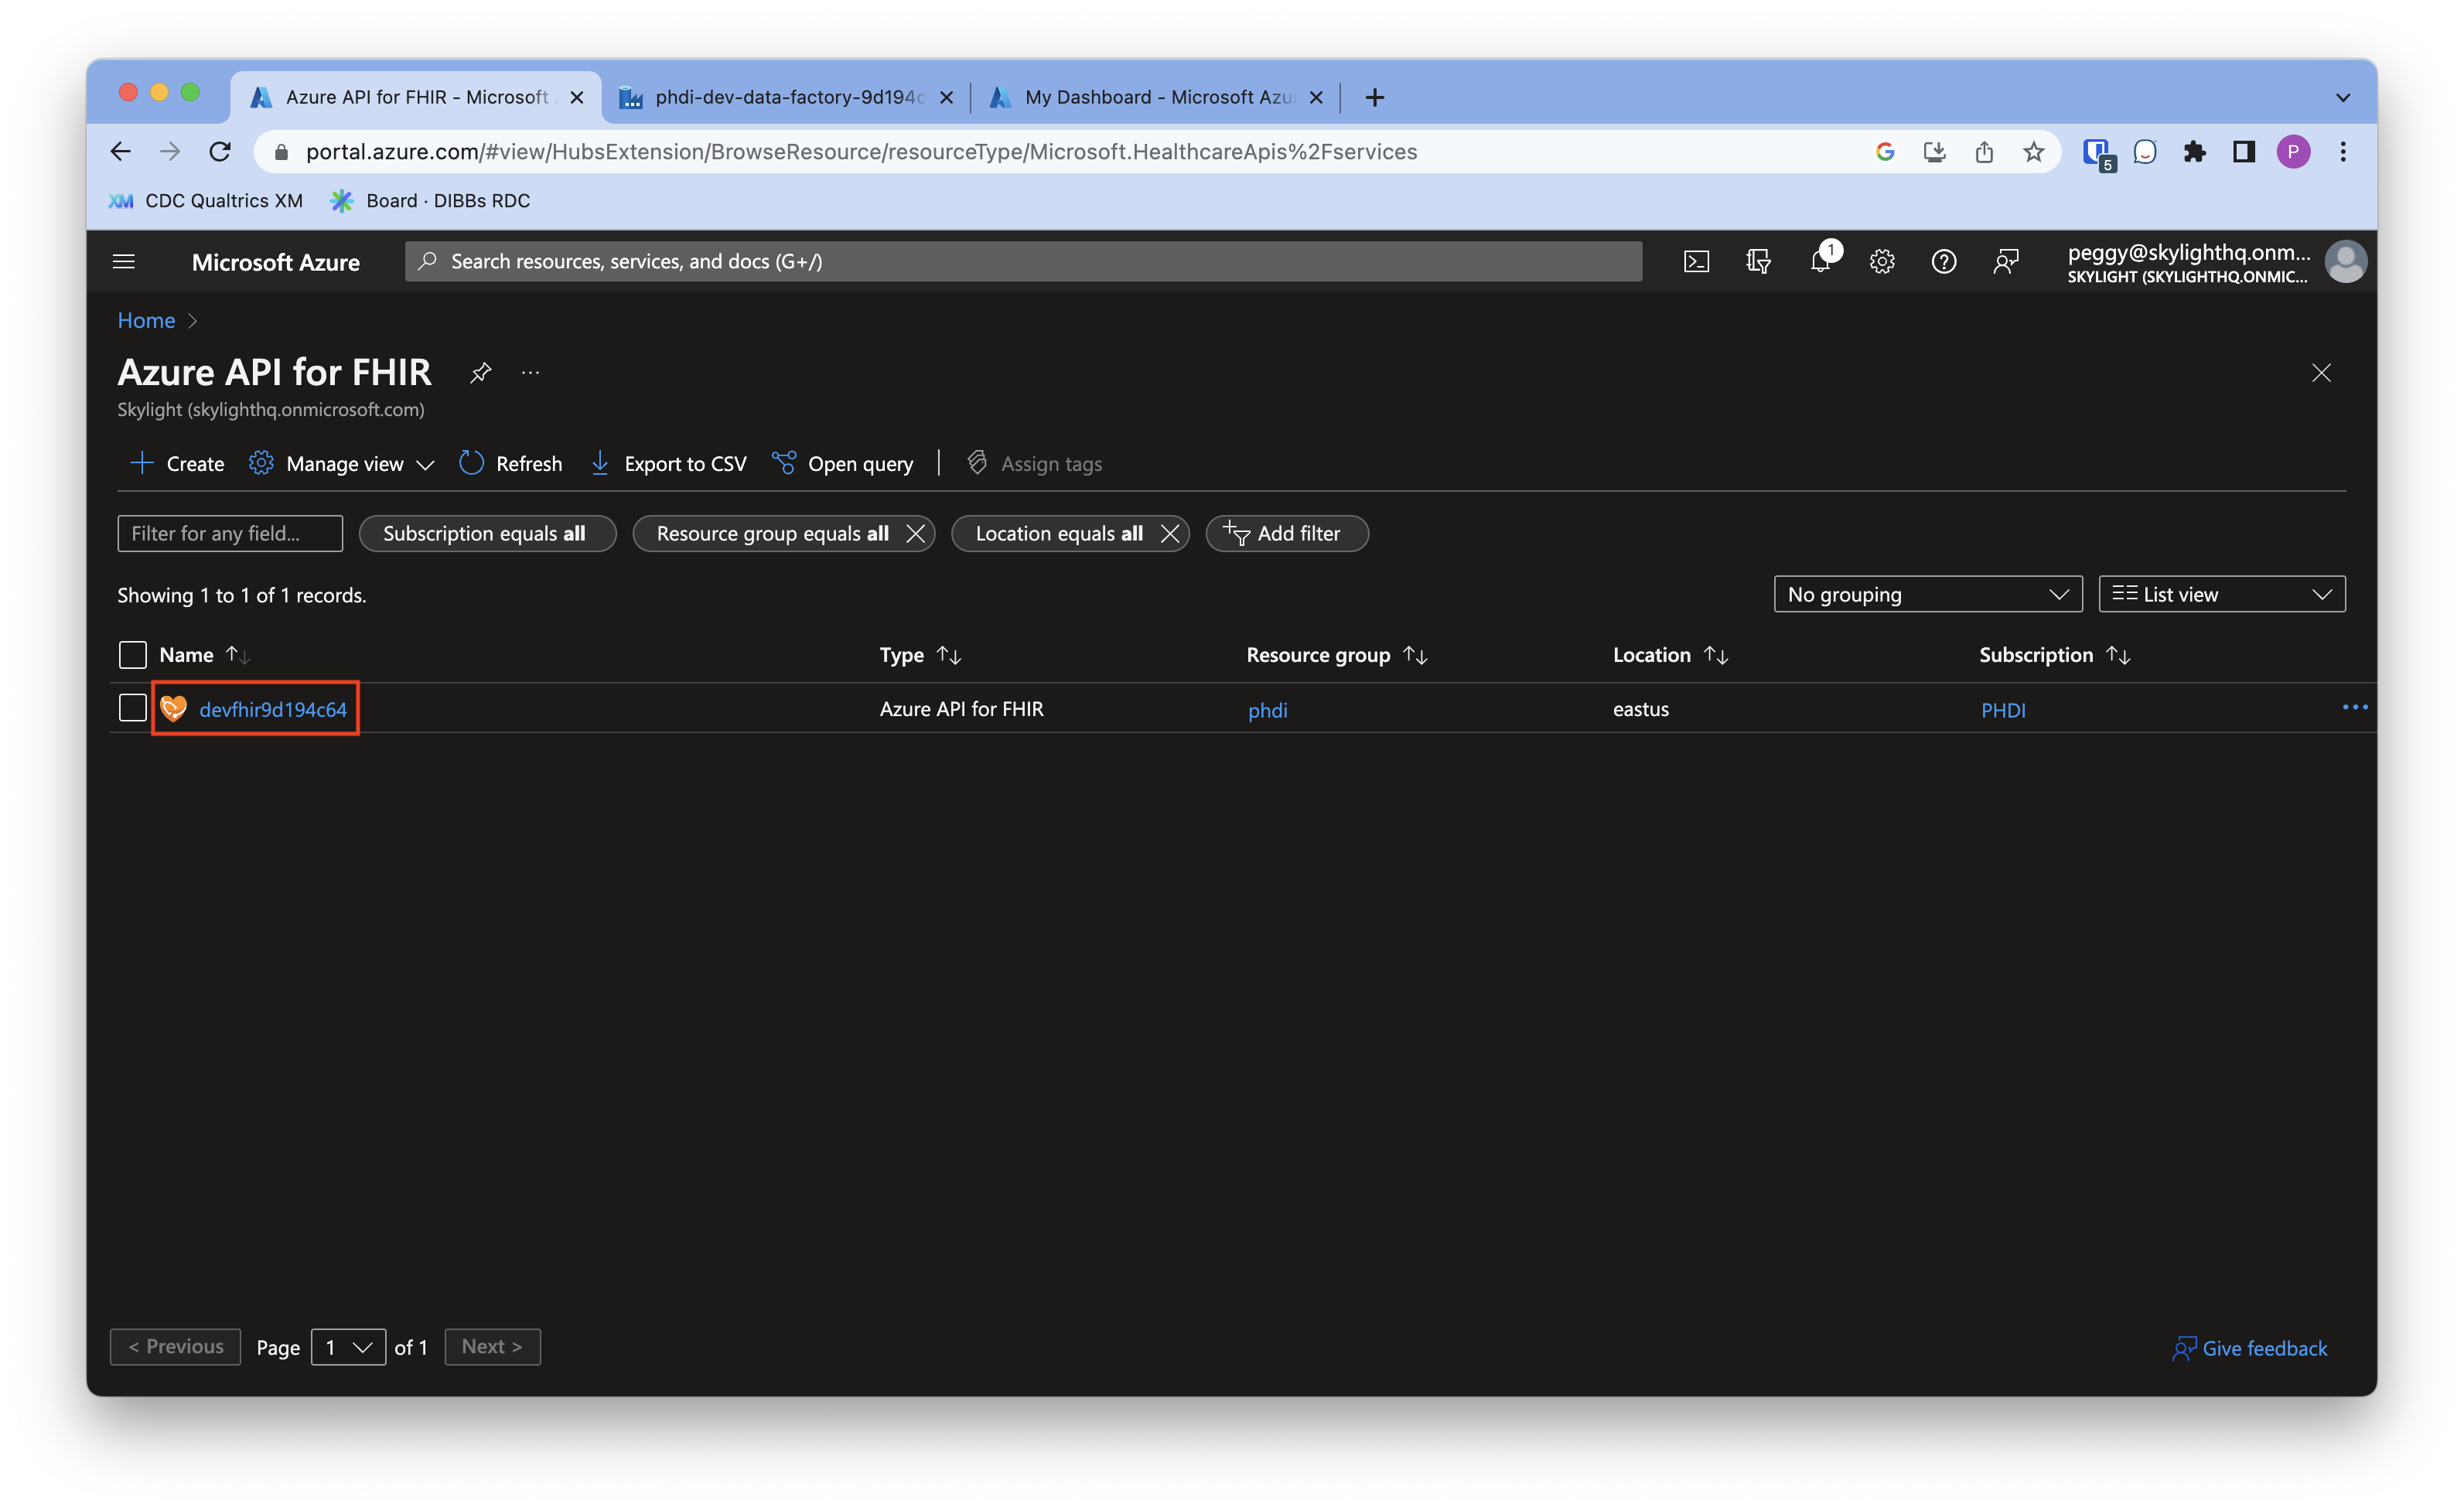 Azure API for FHIR - Microsoft
phdi-dev-data-factory-9d194c
My Dashboard - Microsoft Azu
portal.azure.com/#view/HubsExtension/BrowseResource/resourceType/Microsoft.HealthcareApis%2Fservices
5
P
XM CDC Qualtrics XM
Board · DIBBs RDC
Microsoft Azure
Search resources, services, and docs (G+/)
1
peggy@skylighthq.onm...
SKYLIGHT (SKYLIGHTHQ.ONMIC...
Home >
Azure API for FHIR
...
Skylight (skylighthq.onmicrosoft.com)
Create
Manage view
Refresh
Export to CSV
Open query
Assign tags
Filter for any field...
Subscription equals all
Resource group equals all
Location equals all
Add filter
Showing 1 to 1 of 1 records.
No grouping
List view
Name
Type
Resource group
Location
Subscription
devfhir9d194c64
Azure API for FHIR
phdi
eastus
PHDI
...
< Previous
Page 1 of 1
Next >
Give feedback